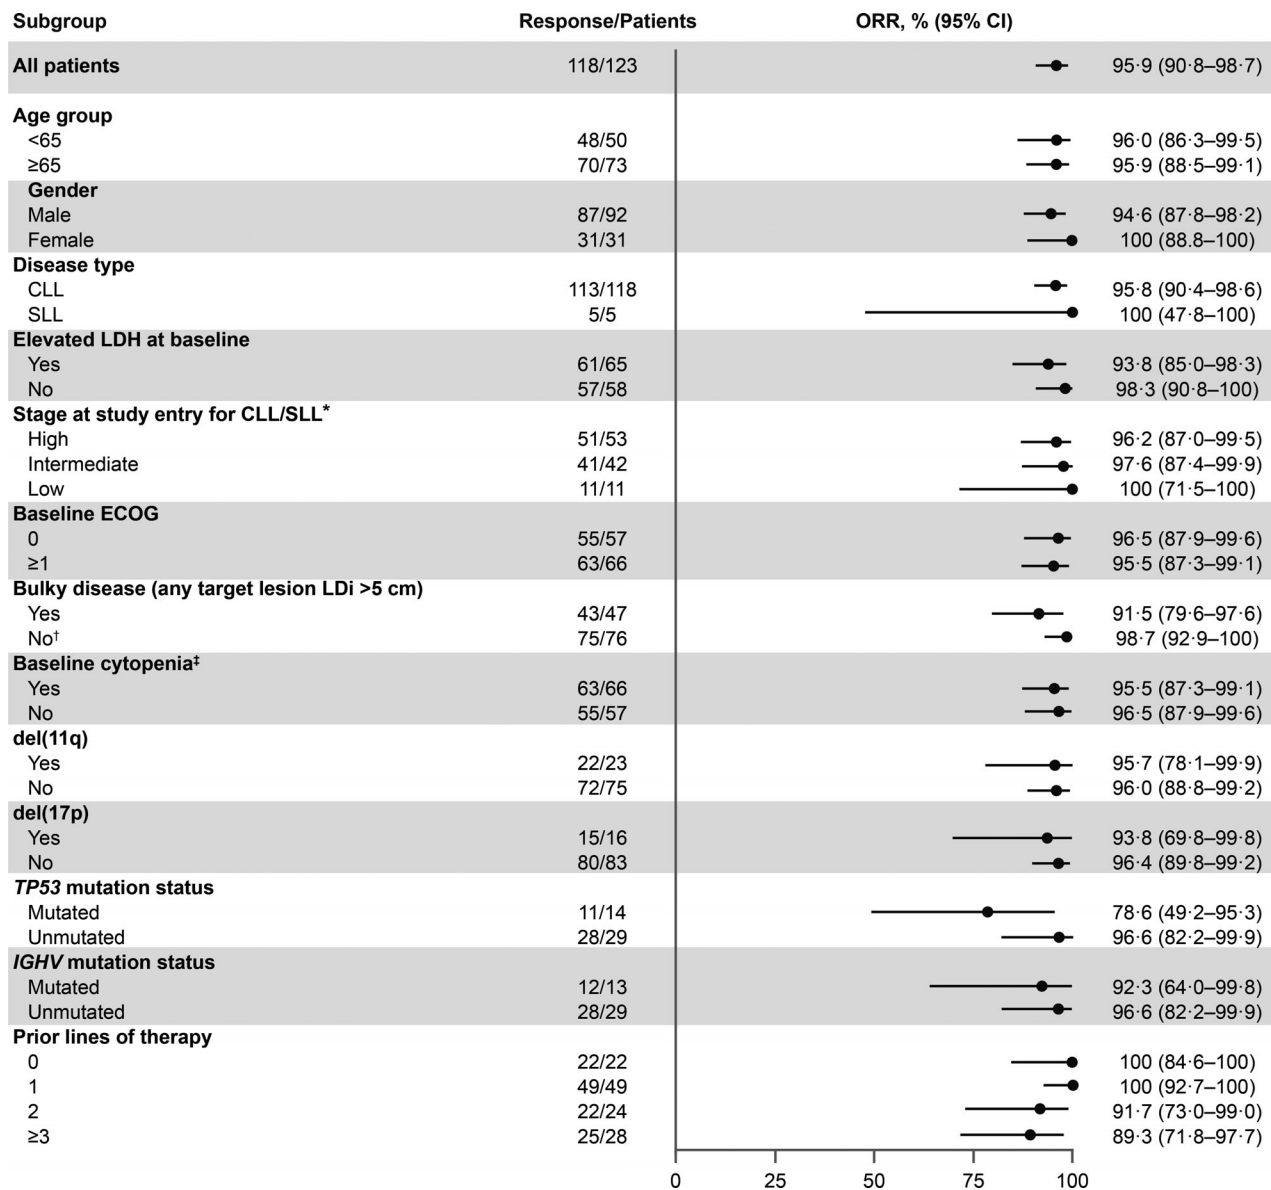 Subgroup Response/Patients ORR, % (95% CI)
All patients 118/123 95·9 (90·8–98·7)
Age group
<65 48/50 96·0 (86·3–99·5)
≥65 70/73 95·9 (88·5–99·1)
Gender
Male 87/92 94·6 (87·8–98·2)
Female 31/31 100 (88.8–100)
Disease type
CLL 113/118 95·8 (90·4–98·6)
SLL 5/5 100 (47·8–100)
Elevated LDH at baseline
Yes 61/65 93·8 (85·0–98·3)
No 57/58 98·3 (90·8–100)
Stage at study entry for CLL/SLL*
High 51/53 96·2 (87·0–99·5)
Intermediate 41/42 97·6 (87·4–99·9)
Low 11/11 100 (71·5–100)
Baseline ECOG
0 55/57 96·5 (87·9–99·6)
≥1 63/66 95·5 (87·3–99·1)
Bulky disease (any target lesion LDi >5 cm)
Yes 43/47 91·5 (79·6–97·6)
No† 75/76 98·7 (92·9–100)
Baseline cytopenia‡
Yes 63/66 95·5 (87·3–99·1)
No 55/57 96·5 (87·9–99·6)
del(11q)
Yes 22/23 95·7 (78·1–99·9)
No 72/75 96·0 (88·8–99·2)
del(17p)
Yes 15/16 93·8 (69·8–99·8)
No 80/83 96·4 (89·8–99·2)
TP53 mutation status
Mutated 11/14 78·6 (49·2–95·3)
Unmutated 28/29 96·6 (82·2–99·9)
IGHV mutation status
Mutated 12/13 92·3 (64·0–99·8)
Unmutated 28/29 96·6 (82·2–99·9)
Prior lines of therapy
0 22/22 100 (84·6–100)
1 49/49 100 (92·7–100)
2 22/24 91·7 (73·0–99·0)
≥3 25/28 89·3 (71·8–97·7)
0 25 50 75 100